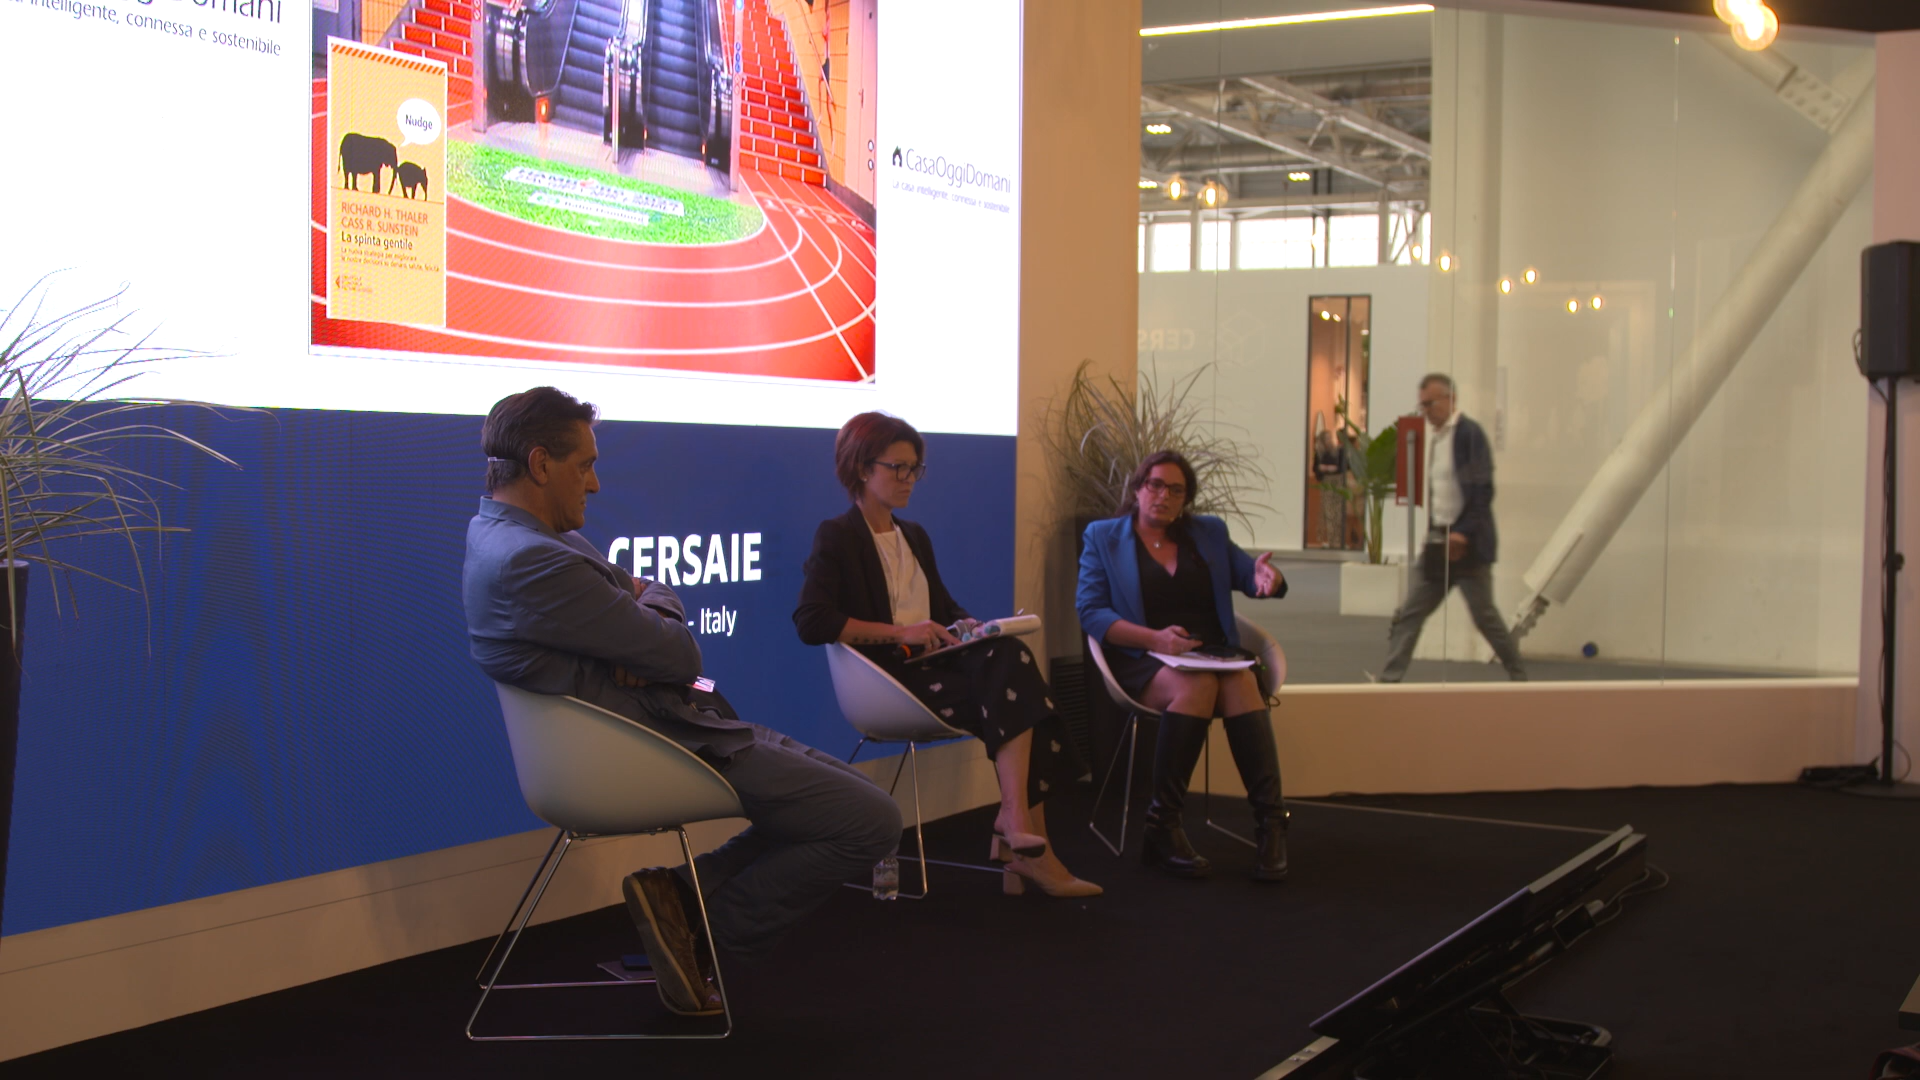 intelligente, connessa e sostenibile
Nudge
RICHARD H. THALER
CASS R. SUNSTEIN
La spinta gentile
CasaOggiDomani
La casa intelligente, connessa e sostenibile
CERSAIE
- Italy